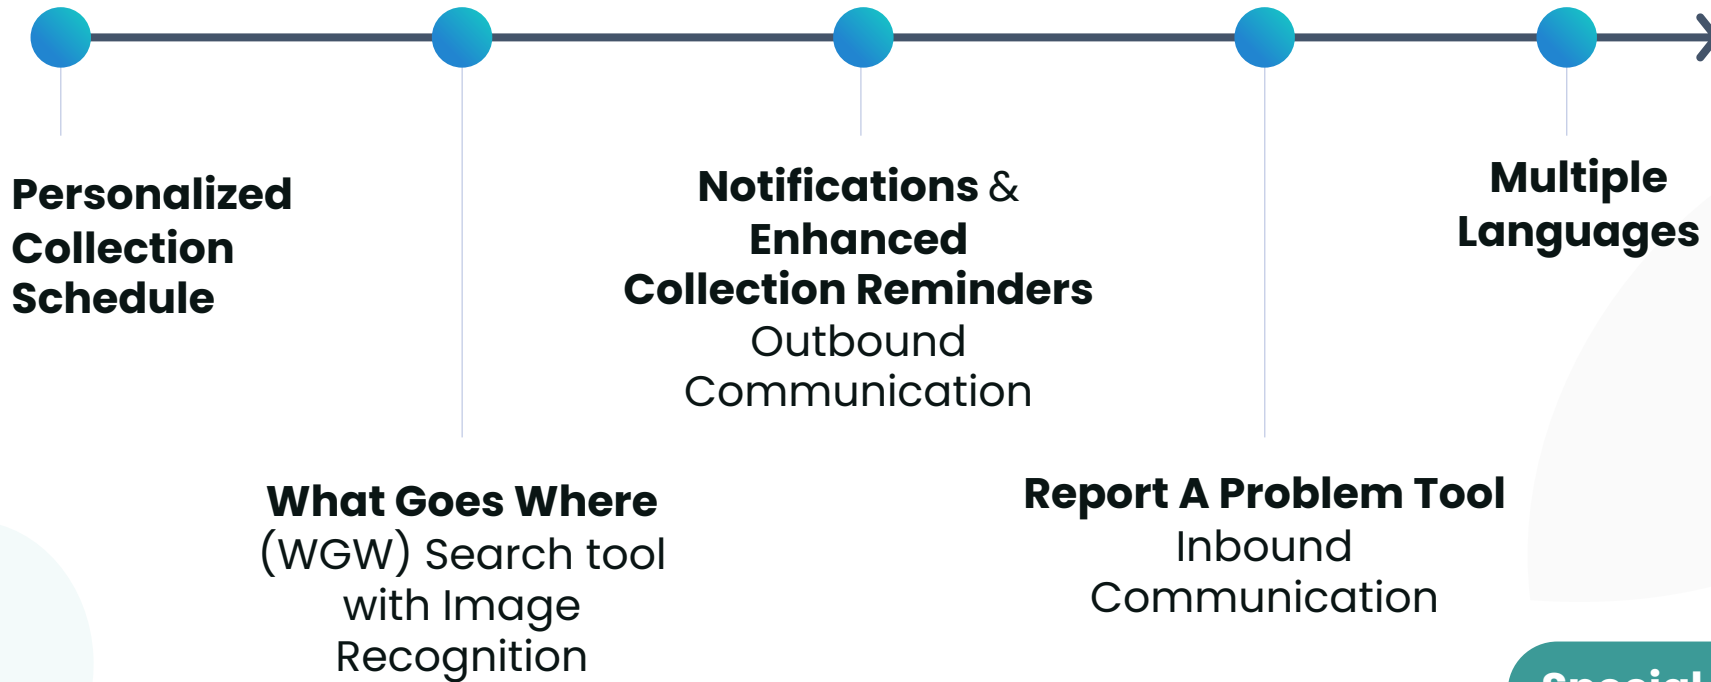 Personalized
Collection
Schedule
What Goes Where
(WGW) Search tool
with Image
Recognition
Notifications &
Enhanced
Collection Reminders
Outbound
Communication
Report A Problem Tool
Inbound
Communication
Multiple
Languages
Special